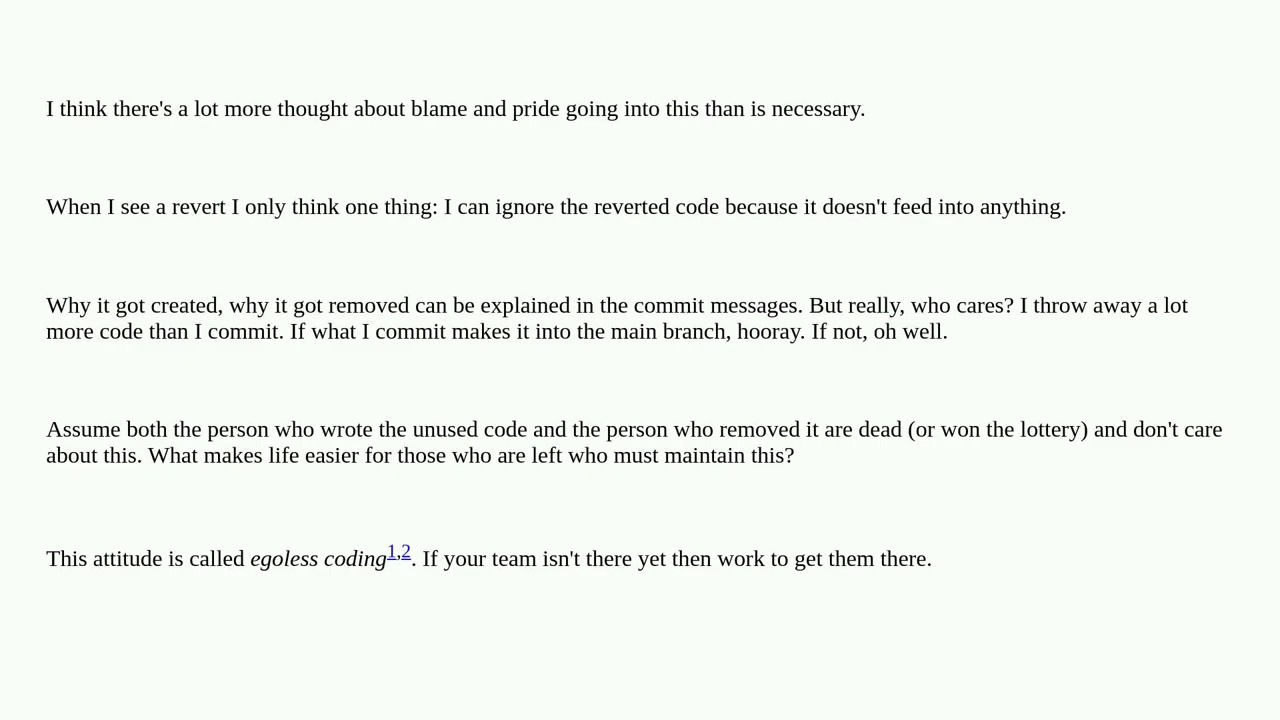 I think there's a lot more thought about blame and pride going into this than is necessary.
When I see a revert I only think one thing: I can ignore the reverted code because it doesn't feed into anything.
Why it got created, why it got removed can be explained in the commit messages. But really, who cares? I throw away a lot
more code than I commit. If what I commit makes it into the main branch, hooray. If not, oh well.
Assume both the person who wrote the unused code and the person who removed it are dead (or won the lottery) and don't care
about this. What makes life easier for those who are left who must maintain this?
This attitude is called egoless coding1,2. If your team isn't there yet then work to get them there.